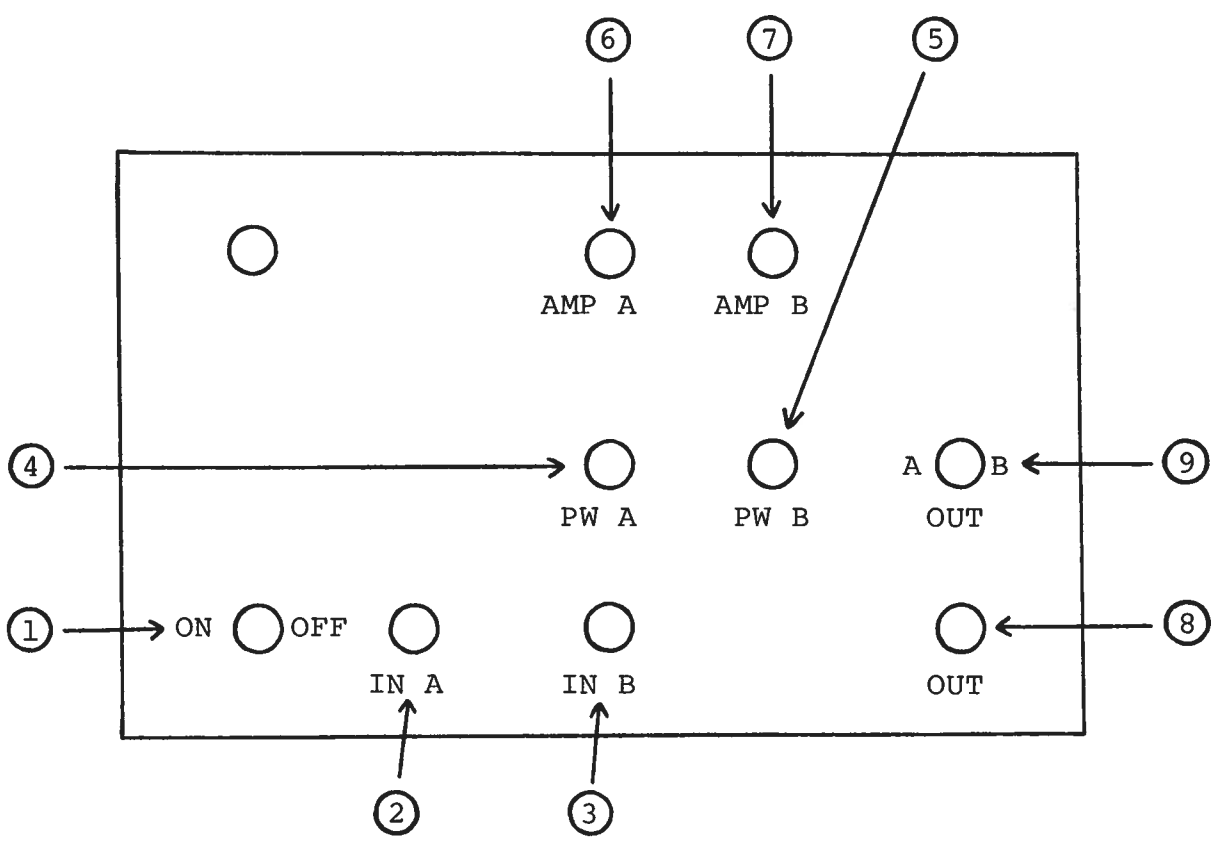 6 7 5
AMP A AMP B
4 A B 9
PW A PW B OUT
1 ON OFF 8
IN A IN B OUT
2 3